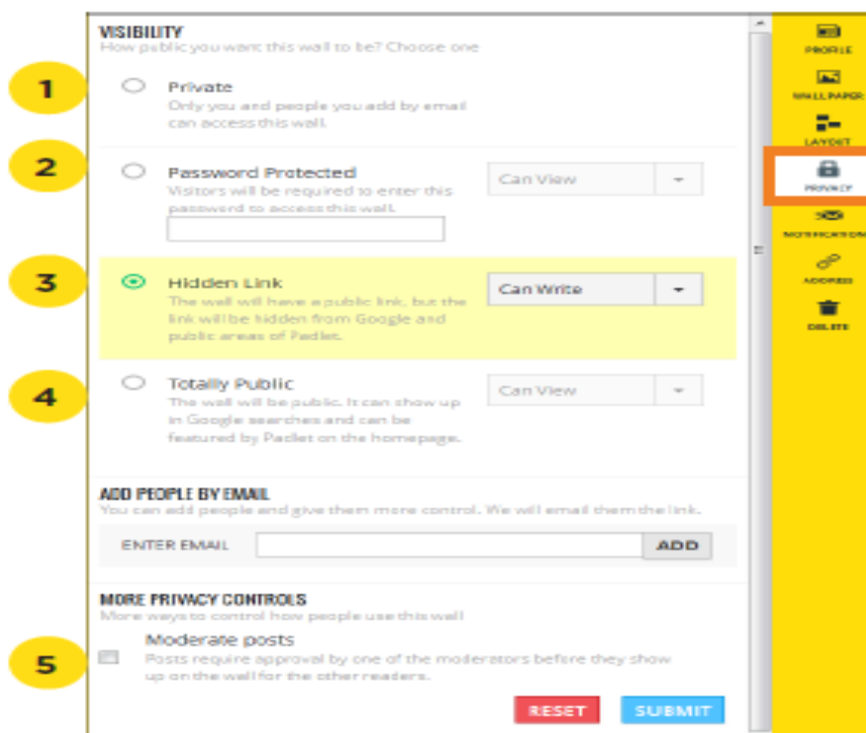 VISIBILITY
How public you want this wall to be? Choose one
1
Private
Only you and people you add by email
can access this wall.
2
Password Protected
Can View
Visitors will be required to enter this
password to access this wall.
3
Hidden Link
Can Write
The wall will have a public link, but the
link will be hidden from Google and
public areas of Padlet.
4
Totally Public
Can View
The wall will be public. It can show up
in Google searches and can be
featured by Padlet on the homepage.
ADD PEOPLE BY EMAIL
You can add people and give them more control. We will email them the link.
ENTER EMAIL
ADD
MORE PRIVACY CONTROLS
More ways to control how people use this wall
5
Moderate posts
Posts require approval by one of the moderators before they show
up on the wall for the other readers.
RESET
SUBMIT
PROFILE
WALLPAPER
LAYOUT
PRIVACY
NOTIFICATION
ADDRESS
DELETE